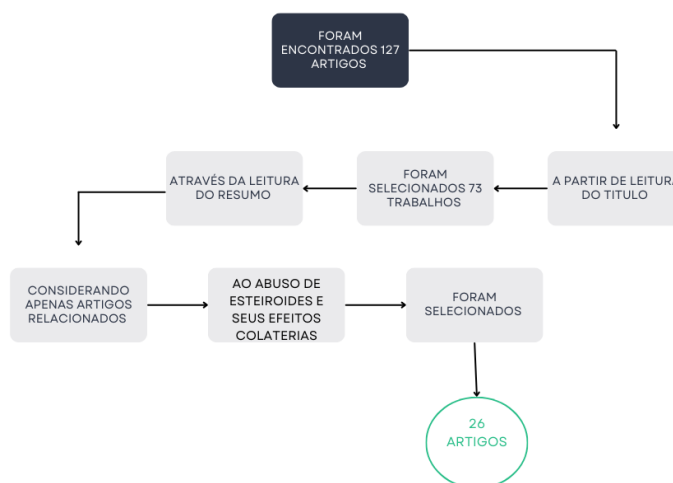 FORAM
ENCONTRADOS 127
ARTIGOS
A PARTIR DE LEITURA
DO TITULO
FORAM
SELECIONADOS 73
TRABALHOS
ATRAVÉS DA LEITURA
DO RESUMO
CONSIDERANDO
APENAS ARTIGOS
RELACIONADOS
AO ABUSO DE
ESTEIROIDES E
SEUS EFEITOS
COLATERIAS
FORAM
SELECIONADOS
26
ARTIGOS